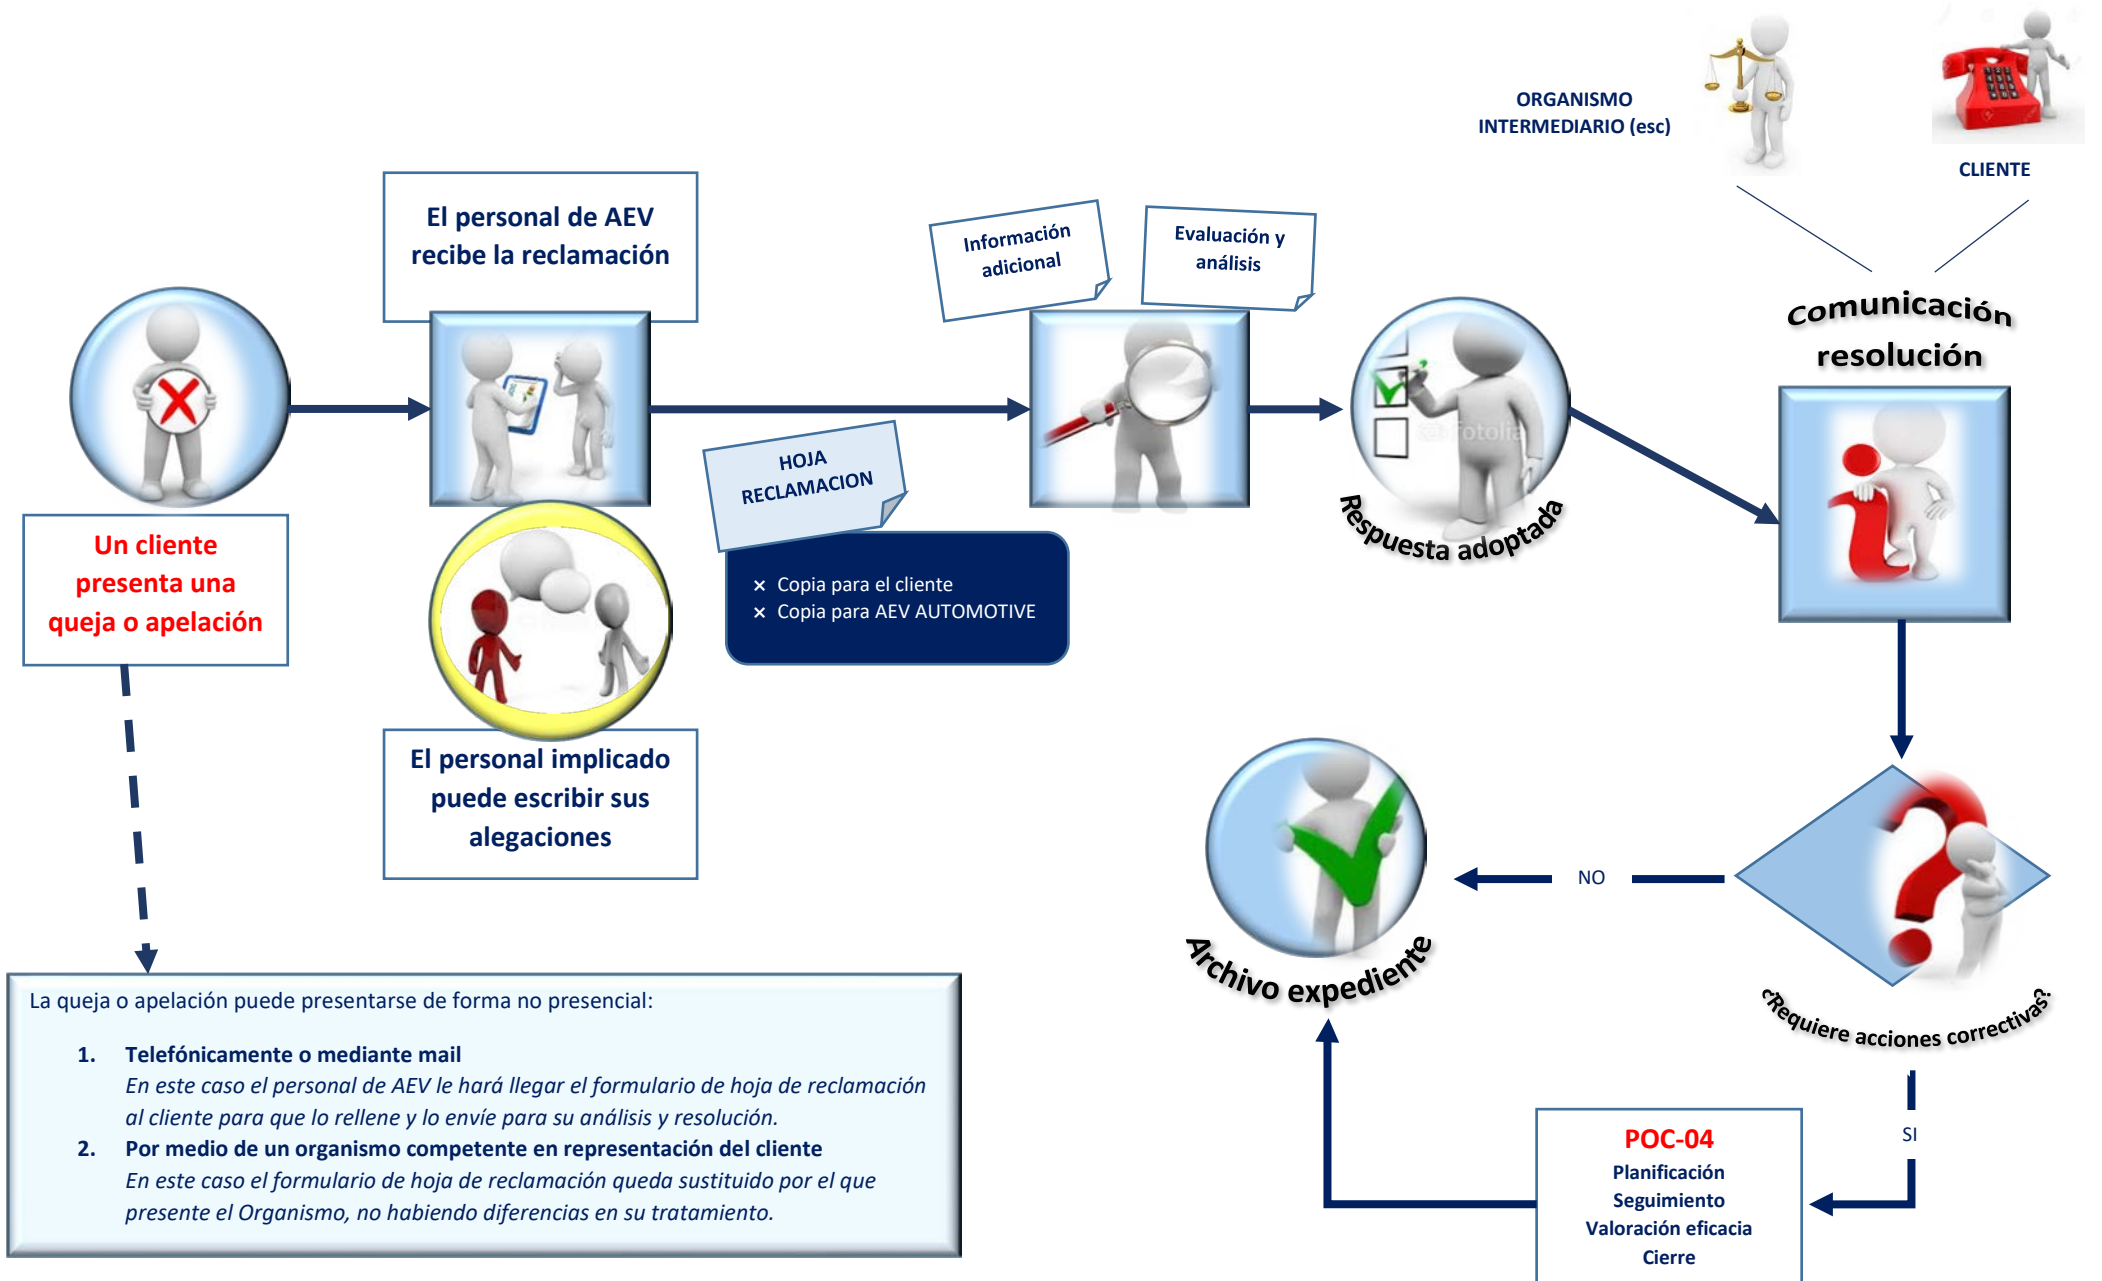 ORGANISMO
INTERMEDIARIO (esc)
CLIENTE
El personal de AEV
recibe la reclamación
Información
adicional
Evaluación y
análisis
Comunicación
resolución
HOJA
RECLAMACION
fotolia
Respuesta adoptada
Un cliente
presenta una
queja o apelación
× Copia para el cliente
× Copia para AEV AUTOMOTIVE
El personal implicado
puede escribir sus
alegaciones
NO
Archivo expediente
¿Requiere acciones correctivas?
La queja o apelación puede presentarse de forma no presencial:
1. Telefónicamente o mediante mail
En este caso el personal de AEV le hará llegar el formulario de hoja de reclamación
al cliente para que lo rellene y lo envíe para su análisis y resolución.
2. Por medio de un organismo competente en representación del cliente
En este caso el formulario de hoja de reclamación queda sustituido por el que
presente el Organismo, no habiendo diferencias en su tratamiento.
SI
POC-04
Planificación
Seguimiento
Valoración eficacia
Cierre